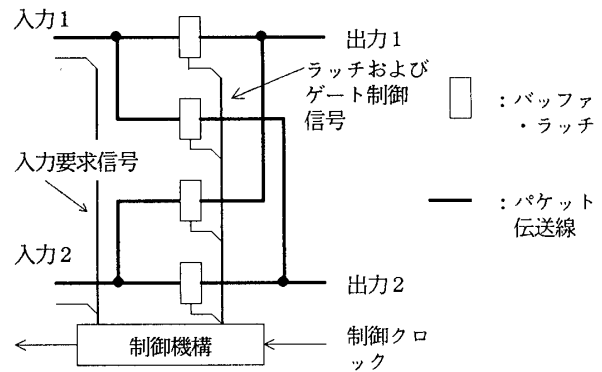 入力1
出力1
ラッチおよび
ゲート制御
信号
：バッファ
・ラッチ
入力要求信号
：パケット
伝送線
入力2
出力2
制御機構
制御クロ
ック